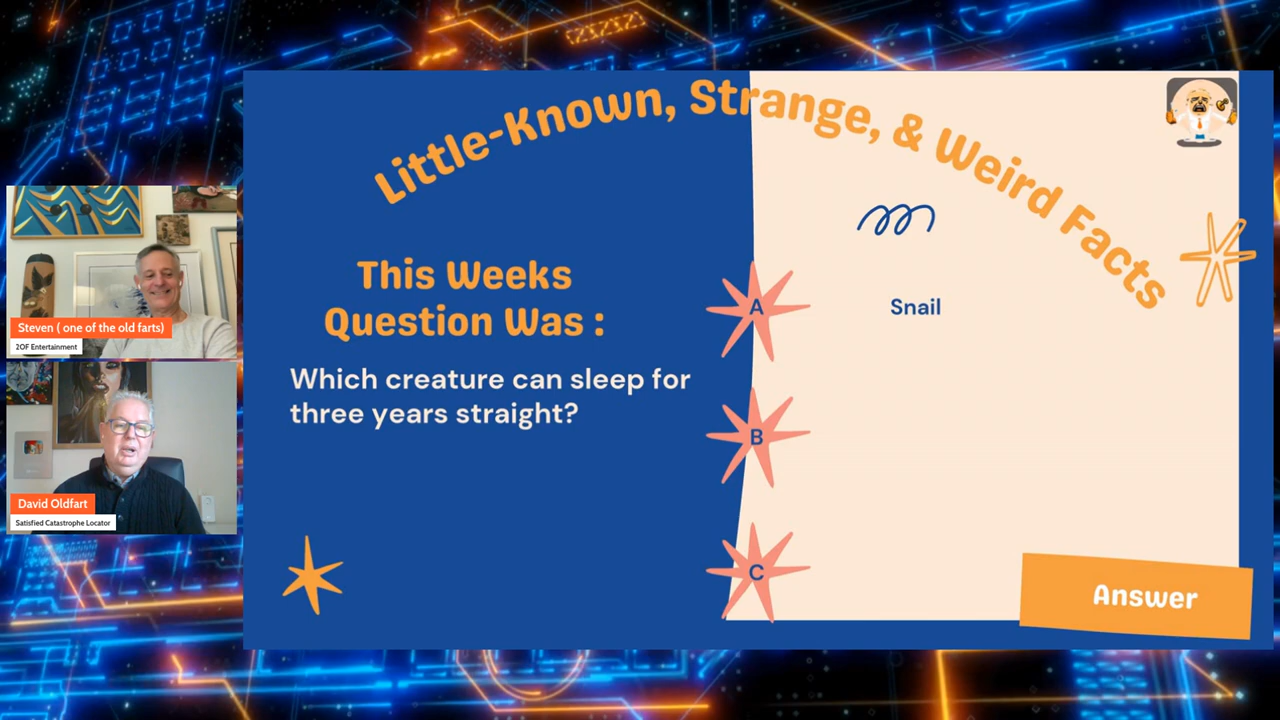 Little-Known, Strange, & Weird Facts
This Weeks
Question Was :
Which creature can sleep for
three years straight?
A
Snail
B
C
Answer
Steven ( one of the old farts)
2OF Entertainment
David Oldfart
Satisfied Catastrophe Locator